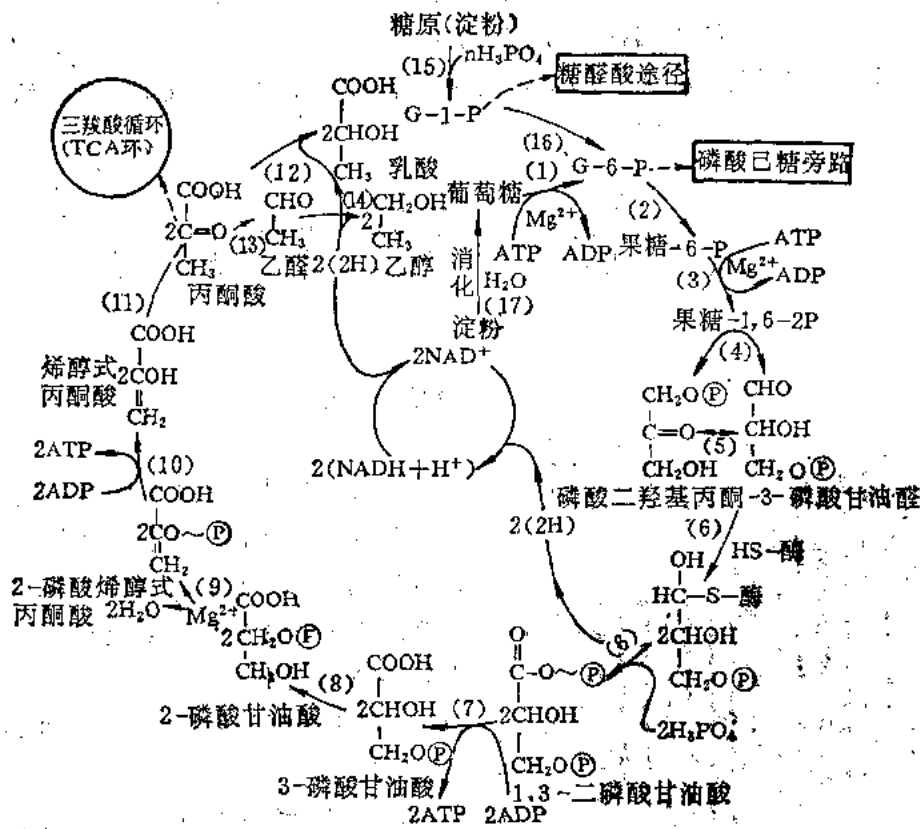 糖原(淀粉)
(15) nH₃PO₄
糖醛酸途径
COOH
2CHOH
CH₃
乳酸
G-1-P
三羧酸循环
(TCA环)
(16)
(1)
G-6-P
磷酸己糖旁路
(12)
COOH
2C=O
CH₃
丙酮酸
(13)
CHO
CH₃
乙醛
(14)
CH₂OH
2
CH₃
乙醇
2(2H)
葡萄糖
Mg²⁺
ATP
ADP
(2)
果糖-6-P
ATP
(3) Mg²⁺
ADP
消化
H₂O
(17)
淀粉
果糖-1,6-2P
(4)
(11)
COOH
2COH
CH₂
烯醇式
丙酮酸
2NAD⁺
2(NADH+H⁺)
CH₂OⓅ
C=O
CH₂OH
(5)
CHO
CHOH
CH₂OⓅ
磷酸二羟基丙酮-3-磷酸甘油醛
2ATP
2ADP
(10)
COOH
2CO~Ⓟ
CH₂
2-磷酸烯醇式
丙酮酸
2(2H)
(6)
HS-酶
OH
HC-S-酶
2CHOH
CH₂OⓅ
(9)
2H₂O
Mg²⁺
COOH
2CH₂OⓅ
CH₂OH
2-磷酸甘油酸
(8)
COOH
2CHOH
CH₂OⓅ
3-磷酸甘油酸
(7)
O
C-O~Ⓟ
2CHOH
CH₂OⓅ
1,3-二磷酸甘油酸
(6)
2H₃PO₄
2ATP 2ADP